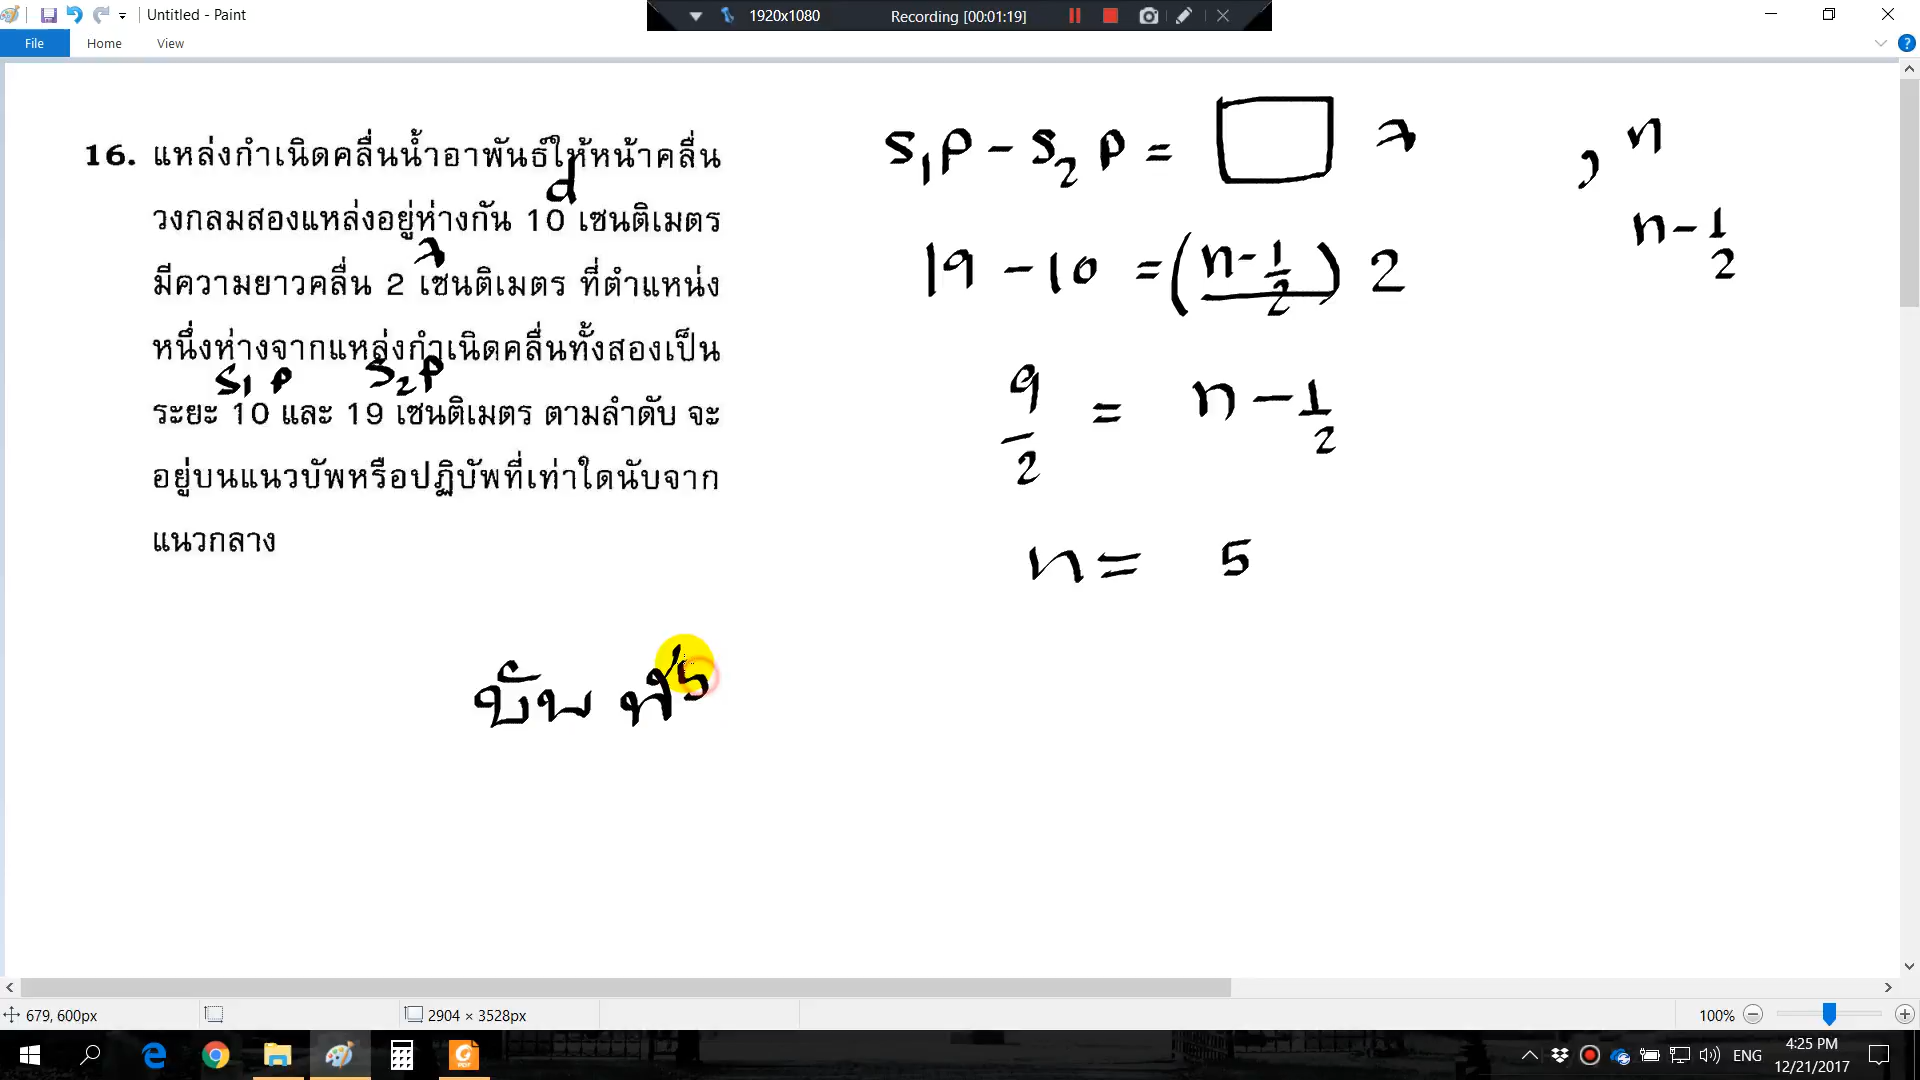 Untitled - Paint
1920x1080
Recording [00:01:19]
File Home View
16. แหล่งกำเนิดคลื่นน้ำอาพันธ์ให้หน้าคลื่น
d
วงกลมสองแหล่งอยู่ห่างกัน 10 เซนติเมตร
λ
มีความยาวคลื่น 2 เซนติเมตร ที่ตำแหน่ง
หนึ่งห่างจากแหล่งกำเนิดคลื่นทั้งสองเป็น
S₁P S₂P
ระยะ 10 และ 19 เซนติเมตร ตามลำดับ จะ
อยู่บนแนวบัพหรือปฏิบัพที่เท่าใดนับจาก
แนวกลาง
บัพ ที่ 5
S₁P - S₂P = λ , n
n - 1/2
19 - 10 = (n - 1/2) 2
9/2 = n - 1/2
n = 5
679, 600px
2904 × 3528px
100%
ENG
4:25 PM
12/21/2017